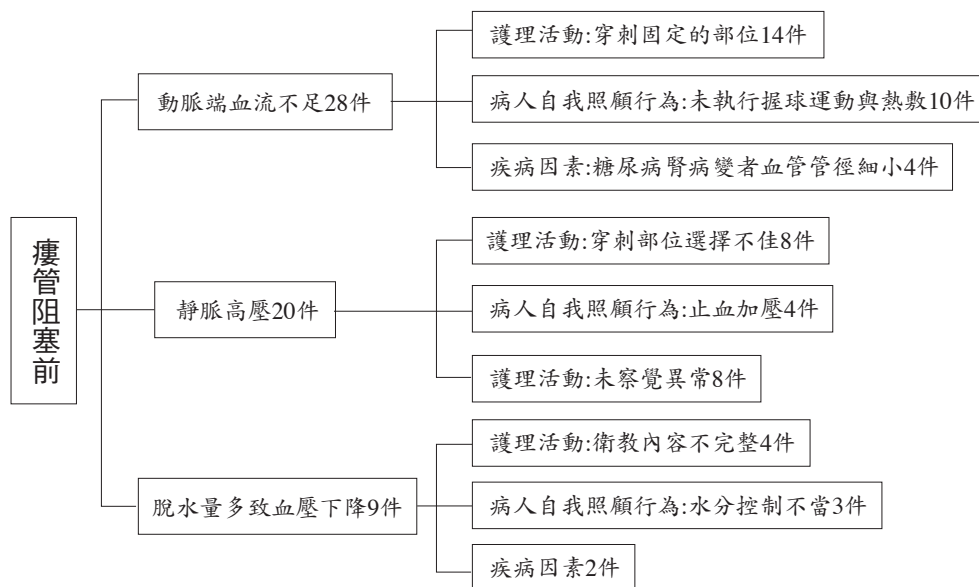 瘻管阻塞前
動脈端血流不足28件
護理活動:穿刺固定的部位14件
病人自我照顧行為:未執行握球運動與熱敷10件
疾病因素:糖尿病腎病變者血管管徑細小4件
靜脈高壓20件
護理活動:穿刺部位選擇不佳8件
病人自我照顧行為:止血加壓4件
護理活動:未察覺異常8件
脫水量多致血壓下降9件
護理活動:衛教內容不完整4件
病人自我照顧行為:水分控制不當3件
疾病因素2件